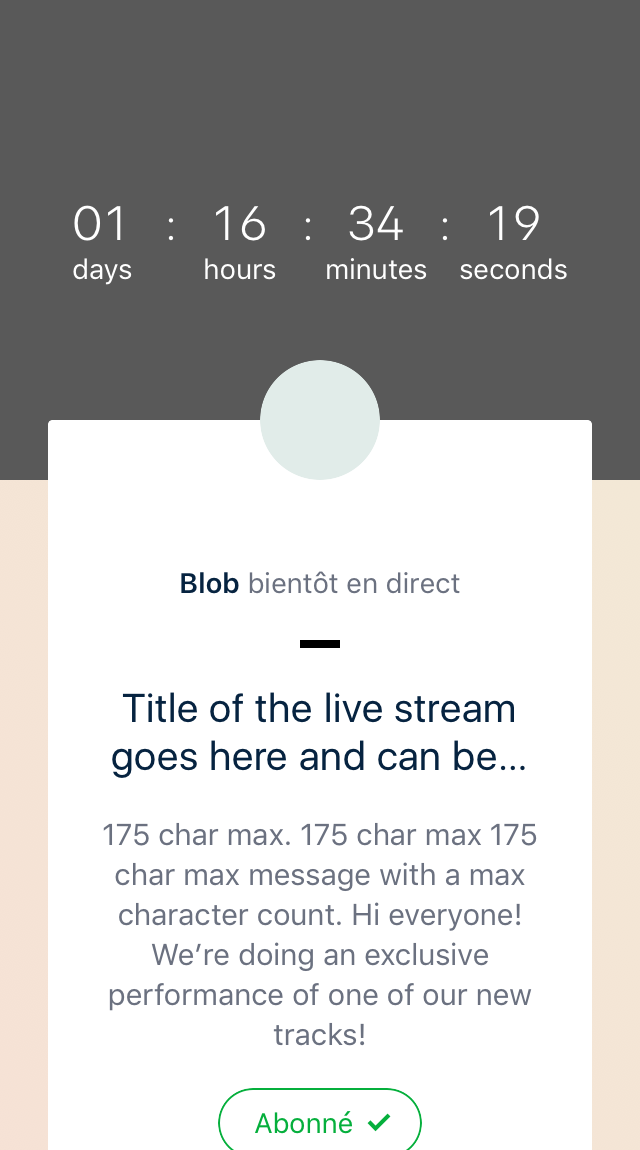 01 : 16 : 34 : 19
days hours minutes seconds
Blob bientôt en direct
Title of the live stream
goes here and can be...
175 char max. 175 char max 175
char max message with a max
character count. Hi everyone!
We’re doing an exclusive
performance of one of our new
tracks!
Abonné